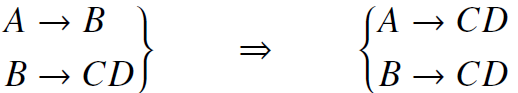 A → B } ⇒ { A → CD
B → CD } { B → CD